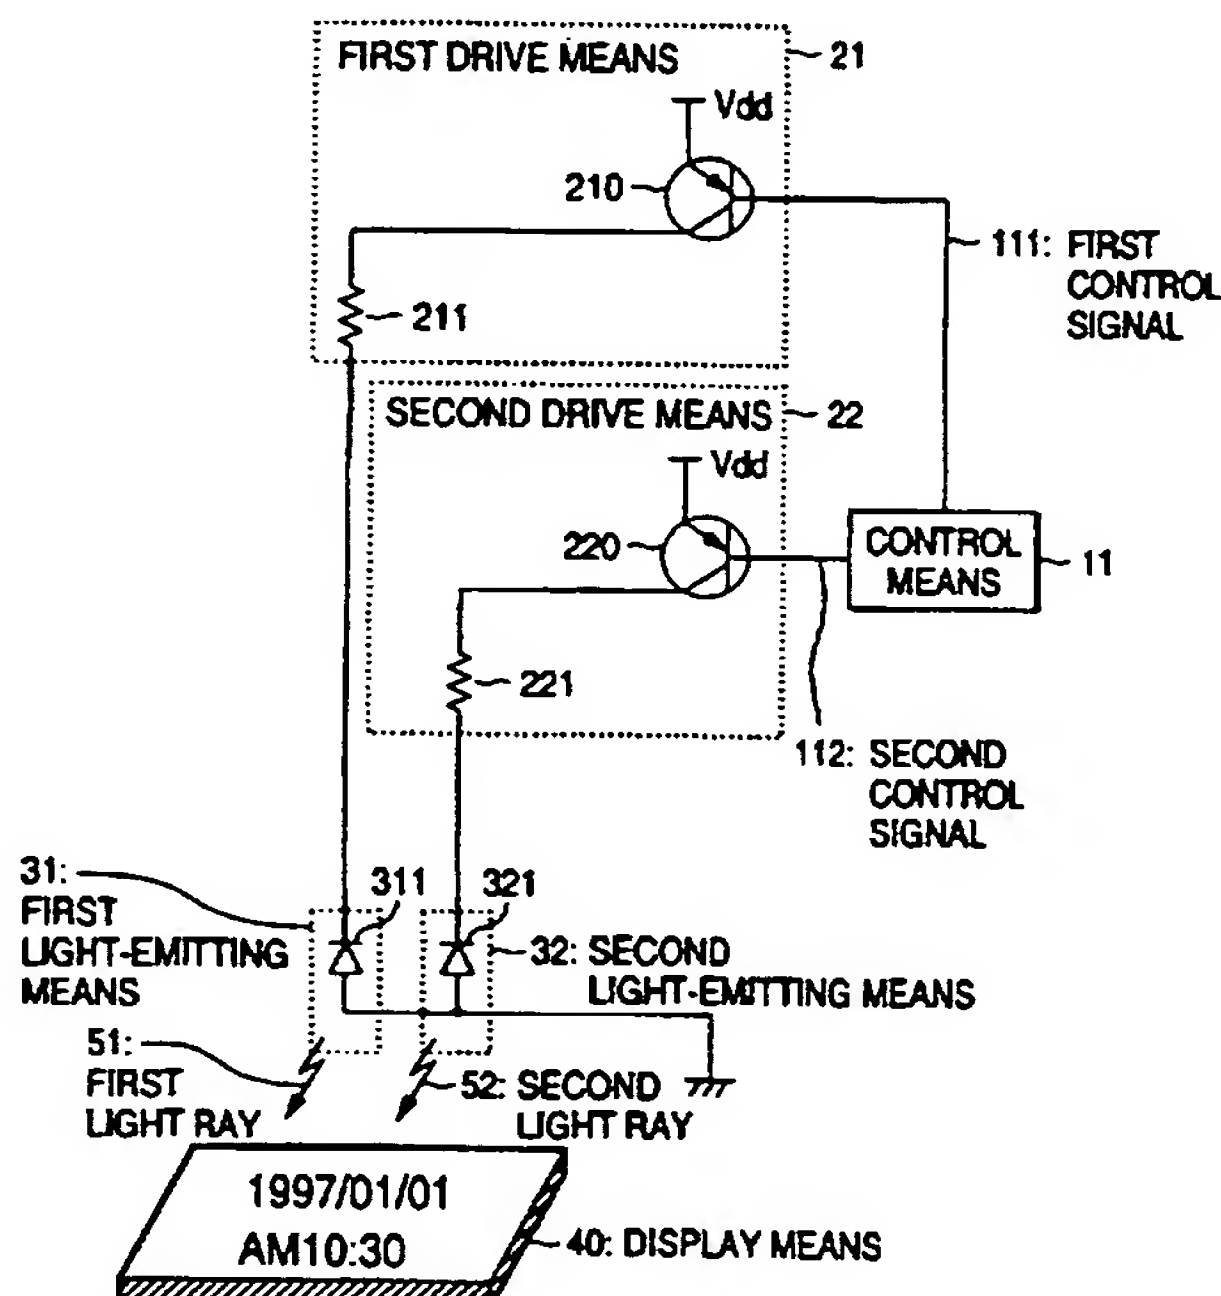 FIRST DRIVE MEANS
21
Vdd
210
111: FIRST
CONTROL
SIGNAL
211
SECOND DRIVE MEANS
22
Vdd
220
CONTROL
MEANS
11
221
112: SECOND
CONTROL
SIGNAL
31:
FIRST
LIGHT-EMITTING
MEANS
311
321
32: SECOND
LIGHT-EMITTING MEANS
51:
FIRST
LIGHT RAY
52: SECOND
LIGHT RAY
1997/01/01
AM10:30
40: DISPLAY MEANS